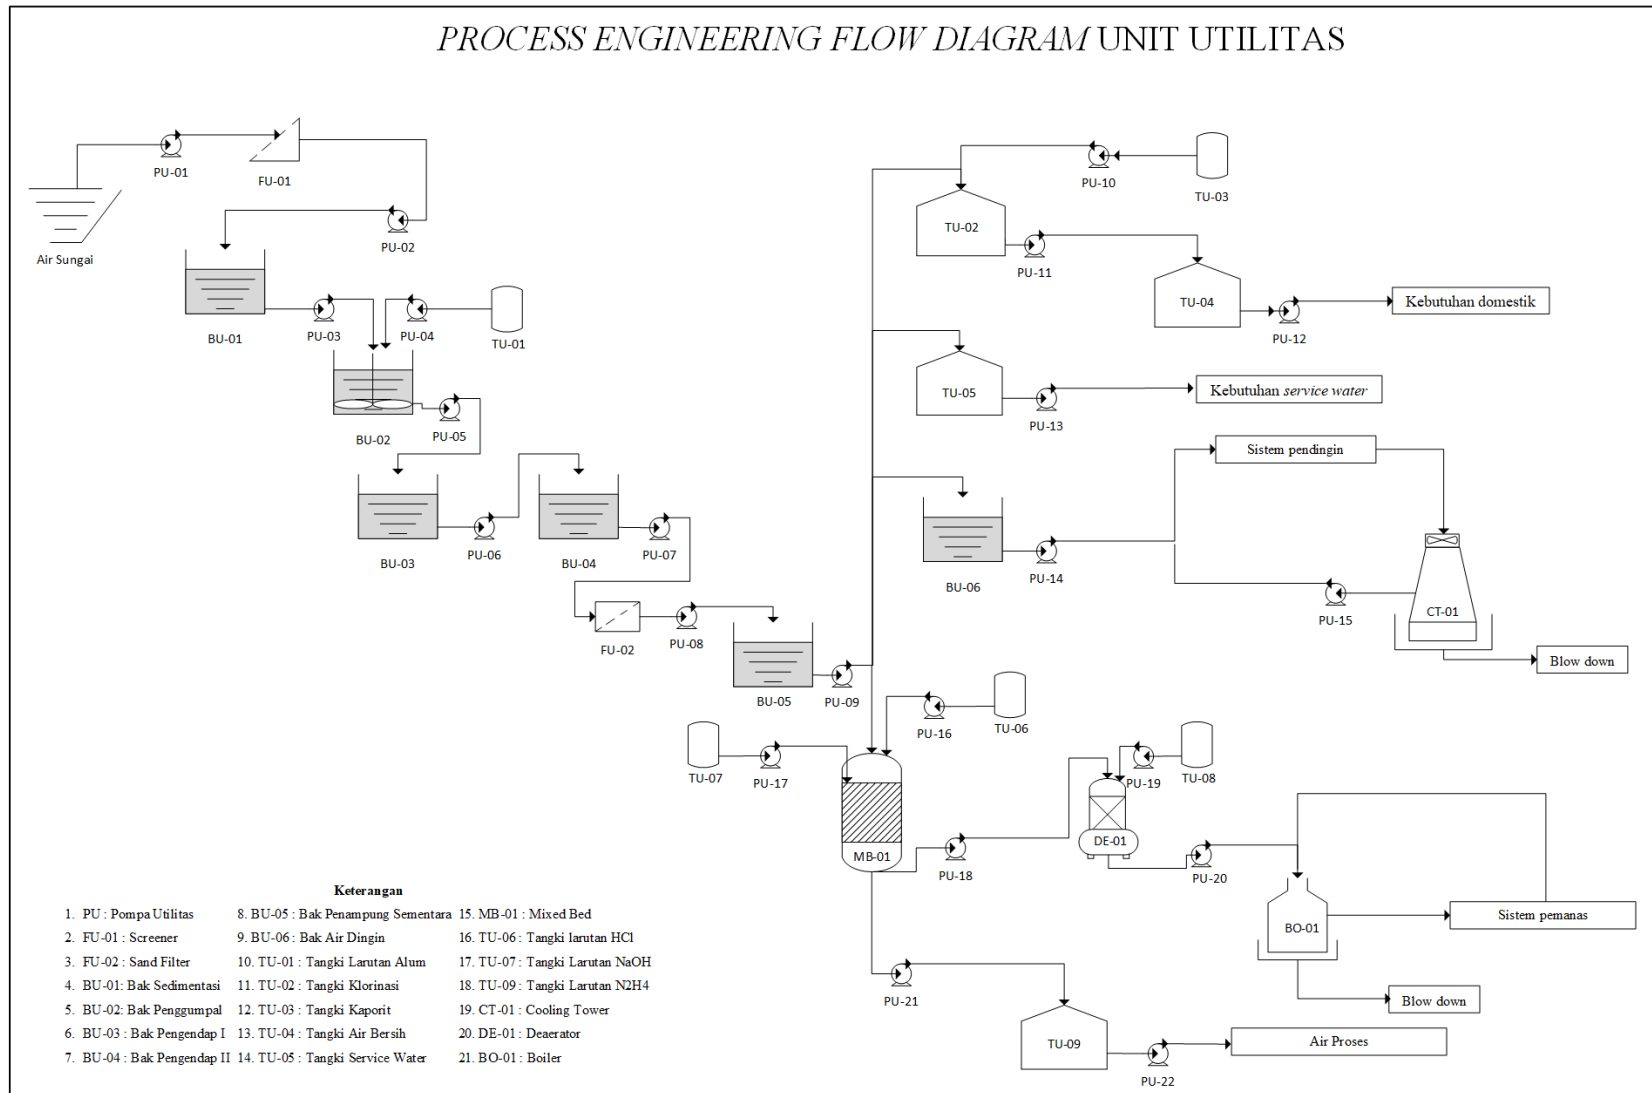 PROCESS ENGINEERING FLOW DIAGRAM UNIT UTILITAS
PU-01
FU-01
PU-02
Air Sungai
BU-01
PU-03
PU-04
TU-01
BU-02
PU-05
BU-03
PU-06
BU-04
PU-07
FU-02
PU-08
BU-05
PU-09
PU-10
TU-03
TU-02
PU-11
TU-04
PU-12
Kebutuhan domestik
TU-05
PU-13
Kebutuhan service water
BU-06
PU-14
Sistem pendingin
PU-15
CT-01
Blow down
PU-16
TU-06
TU-07
PU-17
MB-01
PU-18
PU-19
TU-08
DE-01
PU-20
BO-01
Sistem pemanas
Blow down
PU-21
TU-09
PU-22
Air Proses
Keterangan
1. PU : Pompa Utilitas
2. FU-01 : Screener
3. FU-02 : Sand Filter
4. BU-01: Bak Sedimentasi
5. BU-02: Bak Penggumpal
6. BU-03 : Bak Pengendap I
7. BU-04 : Bak Pengendap II
8. BU-05 : Bak Penampung Sementara
9. BU-06 : Bak Air Dingin
10. TU-01 : Tangki Larutan Alum
11. TU-02 : Tangki Klorinasi
12. TU-03 : Tangki Kaporit
13. TU-04 : Tangki Air Bersih
14. TU-05 : Tangki Service Water
15. MB-01 : Mixed Bed
16. TU-06 : Tangki larutan HCl
17. TU-07 : Tangki Larutan NaOH
18. TU-09 : Tangki Larutan N2H4
19. CT-01 : Cooling Tower
20. DE-01 : Deaerator
21. BO-01 : Boiler